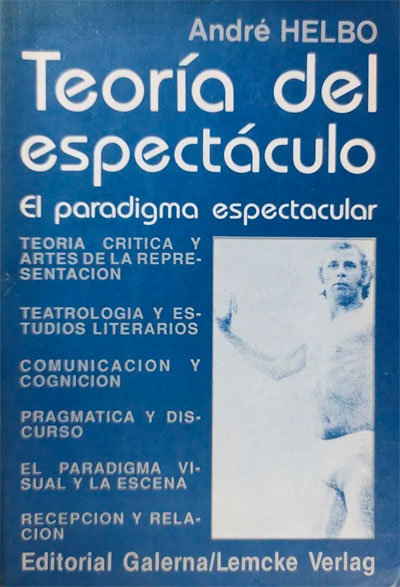 André HELBO
Teoría del
espectáculo
El paradigma espectacular
TEORIA CRITICA Y
ARTES DE LA REPRE-
SENTACION
TEATROLOGIA Y ES-
TUDIOS LITERARIOS
COMUNICACION Y
COGNICION
PRAGMATICA Y DIS-
CURSO
EL PARADIGMA VI-
SUAL Y LA ESCENA
RECEPCION Y RELA-
CION
Editorial Galerna/Lemcke Verlag